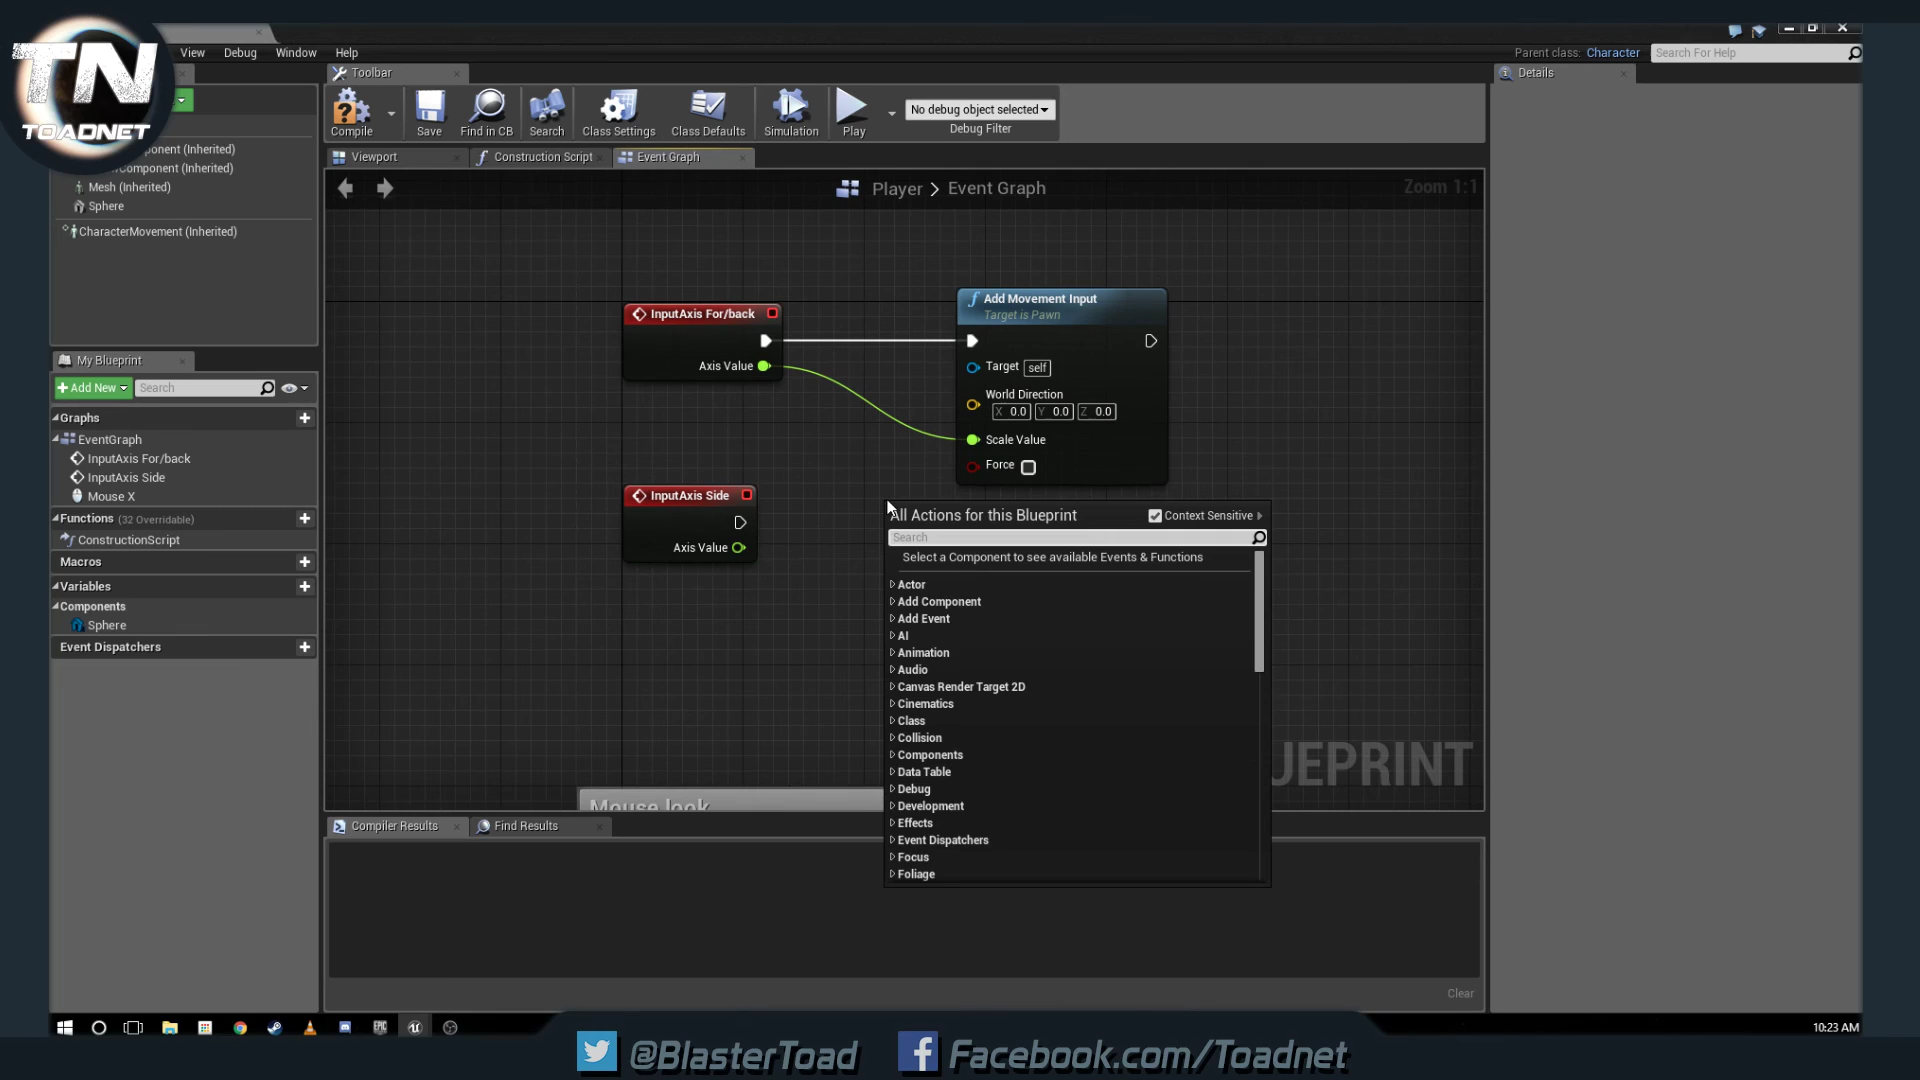 TN
TOADNET
View Debug Window Help
Parent class: Character Search For Help
Toolbar
Details
Compile Save Find in CB Search Class Settings Class Defaults Simulation Play
No debug object selected
Debug Filter
Viewport Construction Script Event Graph
ponent (Inherited)
Component (Inherited)
Mesh (Inherited)
Sphere
CharacterMovement (Inherited)
Player > Event Graph
Zoom 1:1
My Blueprint
Add New Search
Graphs
EventGraph
InputAxis For/back
InputAxis Side
Mouse X
Functions (32 Overridable)
ConstructionScript
Macros
Variables
Components
Sphere
Event Dispatchers
InputAxis For/back
Axis Value
InputAxis Side
Axis Value
Add Movement Input
Target is Pawn
Target self
World Direction
X 0.0 Y 0.0 Z 0.0
Scale Value
Force
All Actions for this Blueprint Context Sensitive
Search
Select a Component to see available Events & Functions
Actor
Add Component
Add Event
AI
Animation
Audio
Canvas Render Target 2D
Cinematics
Class
Collision
Components
Data Table
Debug
Development
Effects
Event Dispatchers
Focus
Foliage
UEPRINT
Mouse look
Compiler Results Find Results
Clear
EPIC
10:23 AM
@BlasterToad Facebook.com/Toadnet